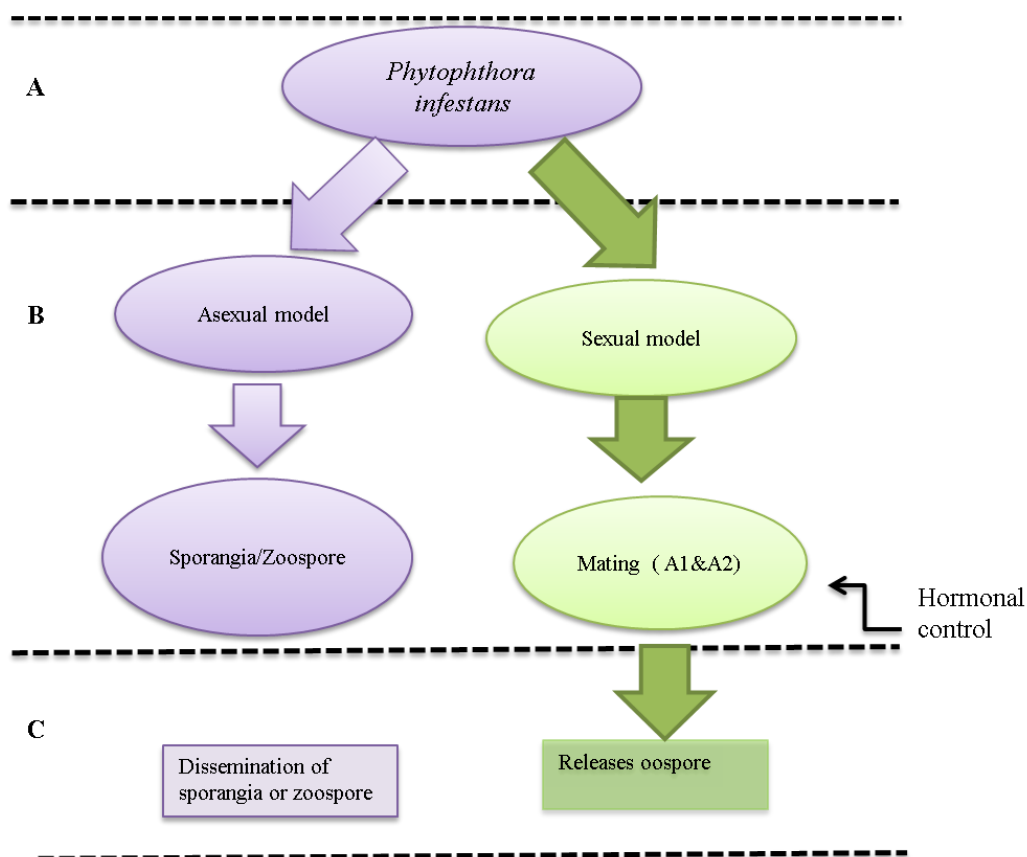 A
Phytophthora
infestans
B
Asexual model
Sexual model
Sporangia/Zoospore
Mating ( A1&A2)
Hormonal
control
C
Dissemination of
sporangia or zoospore
Releases oospore